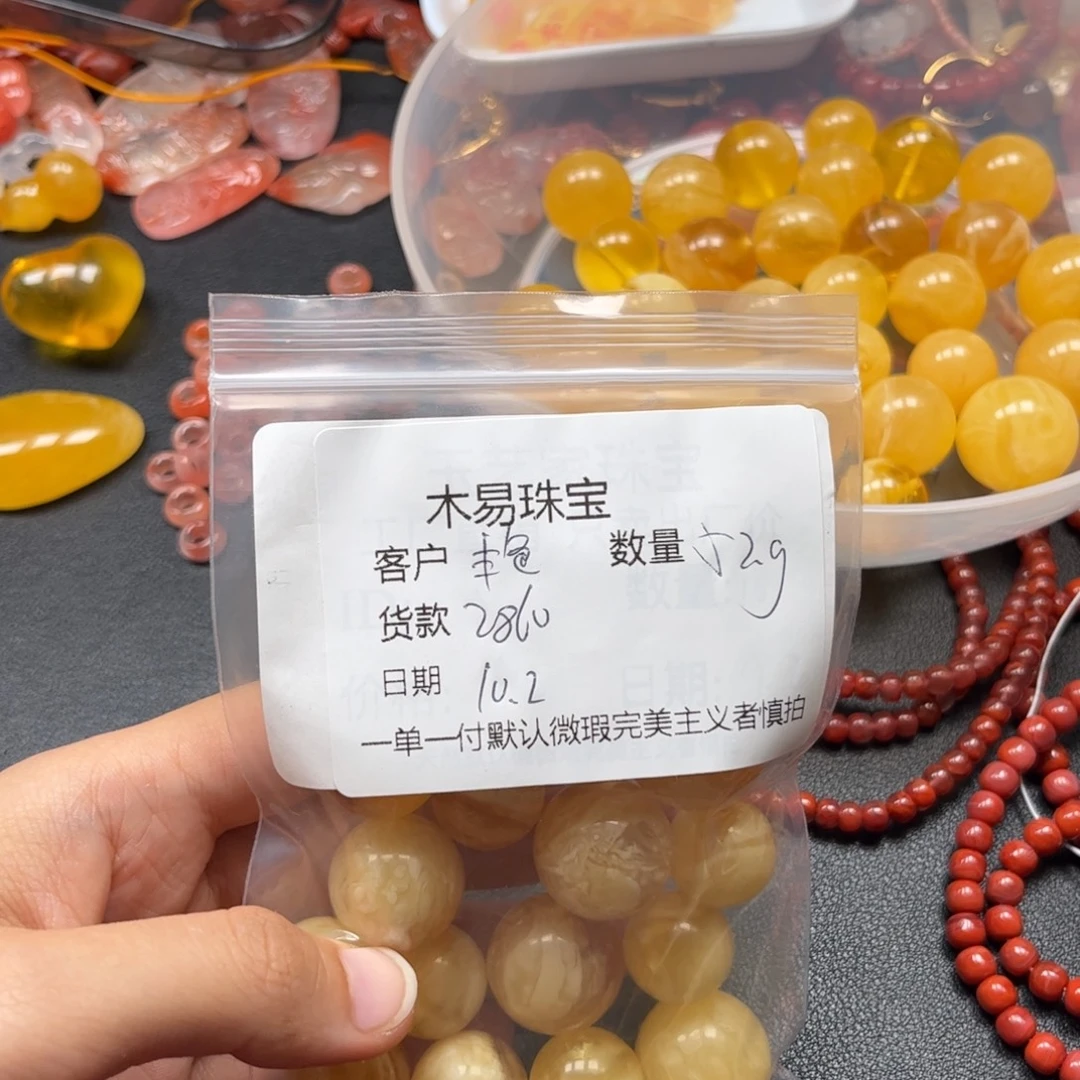 木易珠宝
客户 数量 52g
货款 2860
日期 10.2
一单一付默认微瑕完美主义者慎拍